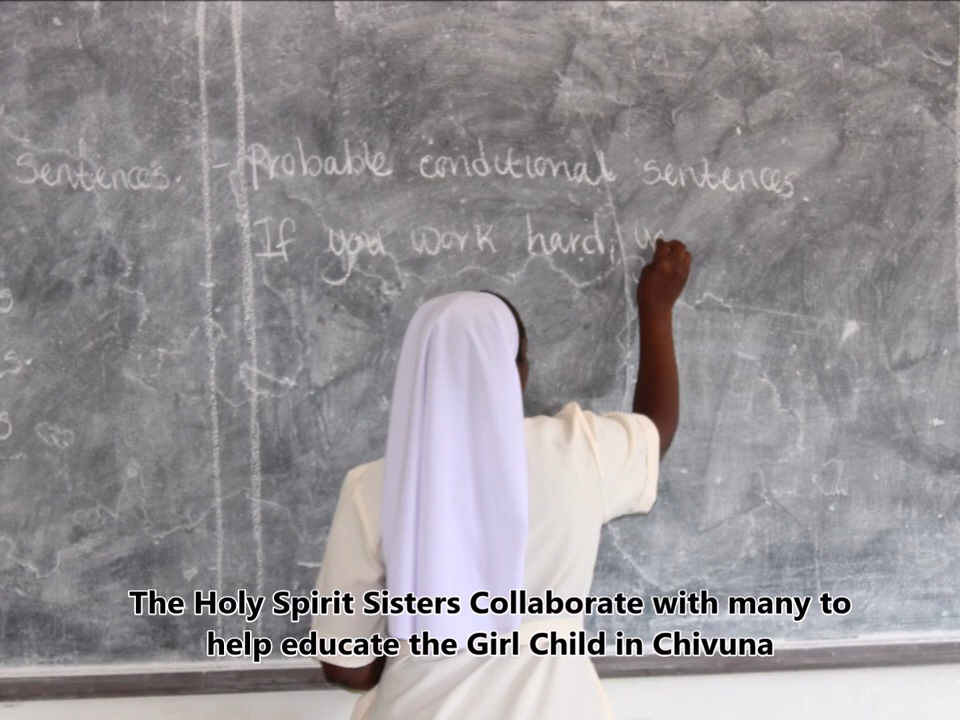 Sentences. - Probable conditional sentences
If you work hard,
The Holy Spirit Sisters Collaborate with many to
help educate the Girl Child in Chivuna